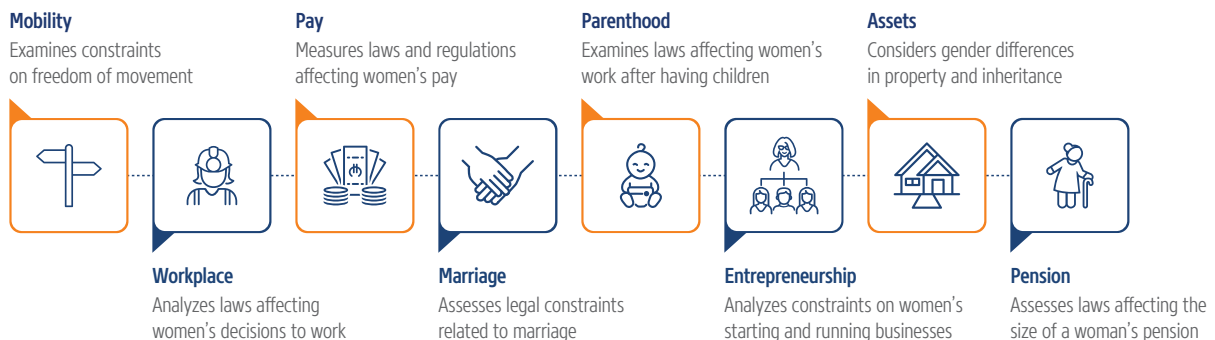 Mobility
Examines constraints
on freedom of movement
Pay
Measures laws and regulations
affecting women's pay
Parenthood
Examines laws affecting women's
work after having children
Assets
Considers gender differences
in property and inheritance
Workplace
Analyzes laws affecting
women's decisions to work
Marriage
Assesses legal constraints
related to marriage
Entrepreneurship
Analyzes constraints on women's
starting and running businesses
Pension
Assesses laws affecting the
size of a woman's pension